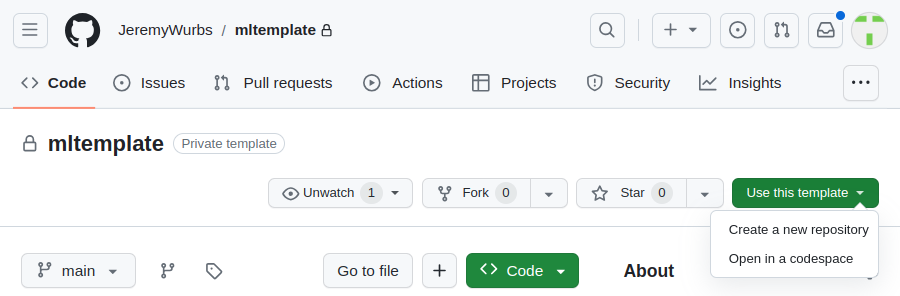 JeremyWurbs / mltemplate
Code Issues Pull requests Actions Projects Security Insights
mltemplate Private template
Unwatch 1 Fork 0 Star 0 Use this template
Create a new repository
Open in a codespace
main Go to file Code About